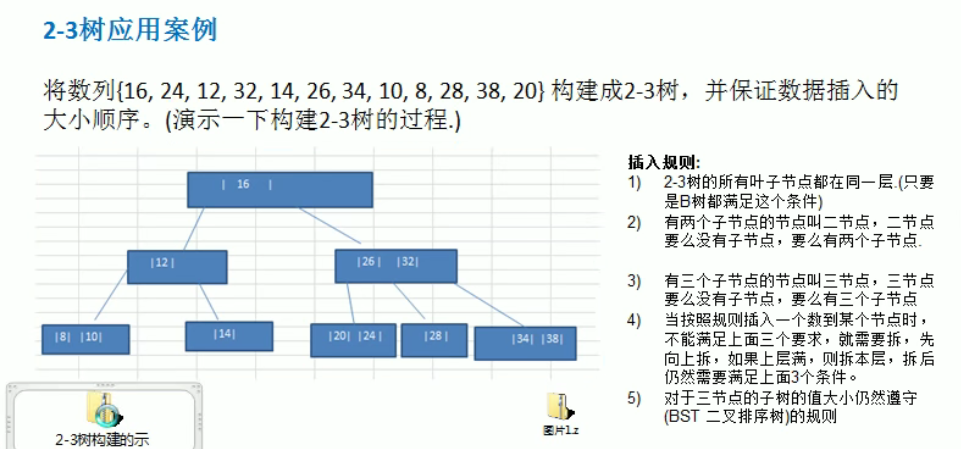 2-3树应用案例
将数列{16, 24, 12, 32, 14, 26, 34, 10, 8, 28, 38, 20} 构建成2-3树，并保证数据插入的
大小顺序。(演示一下构建2-3树的过程.)
| 16 |
|12 |
|26 | |32|
|8| |10|
|14|
|20| |24 |
|28 |
|34| |38|
2-3树构建的示
图片1.z
插入规则:
1) 2-3树的所有叶子节点都在同一层.(只要
是B树都满足这个条件)
2) 有两个子节点的节点叫二节点，二节点
要么没有子节点，要么有两个子节点.
3) 有三个子节点的节点叫三节点，三节点
要么没有子节点，要么有三个子节点
4) 当按照规则插入一个数到某个节点时，
不能满足上面三个要求，就需要拆，先
向上拆，如果上层满，则拆本层，拆后
仍然需要满足上面3个条件。
5) 对于三节点的子树的值大小仍然遵守
(BST 二叉排序树)的规则